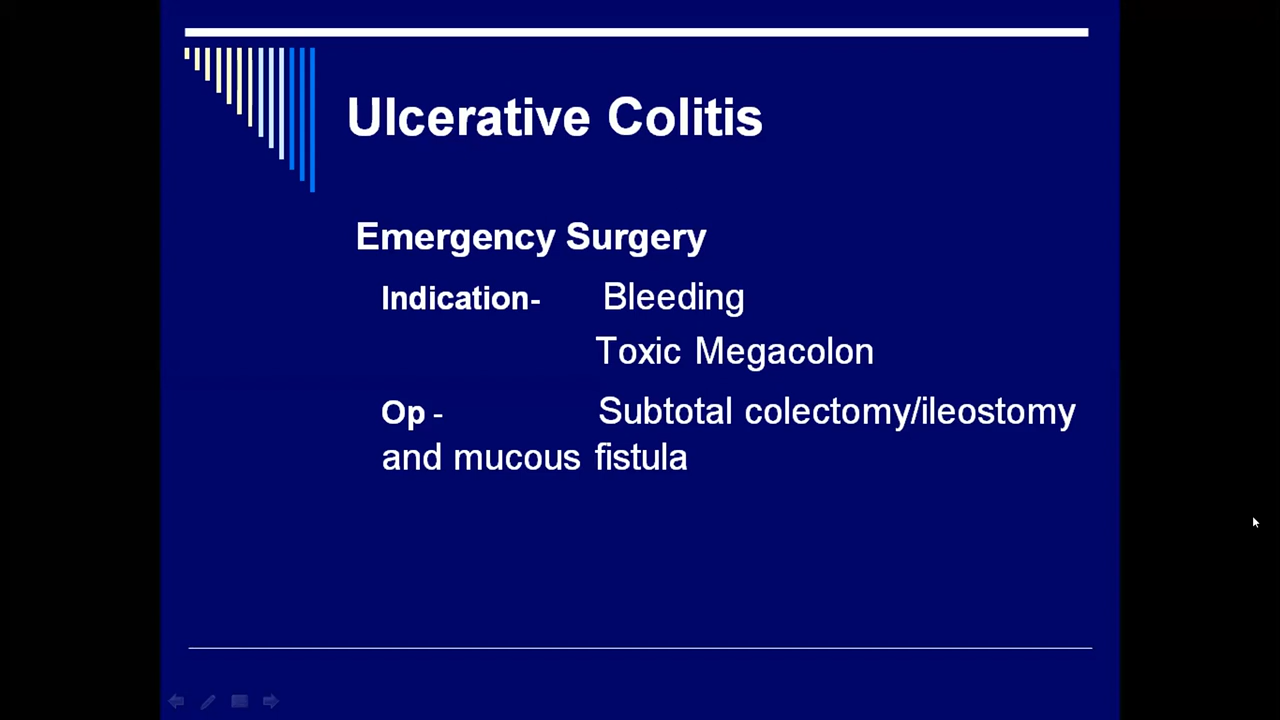 Ulcerative Colitis
Emergency Surgery
Indication- Bleeding
Toxic Megacolon
Op - Subtotal colectomy/ileostomy
and mucous fistula